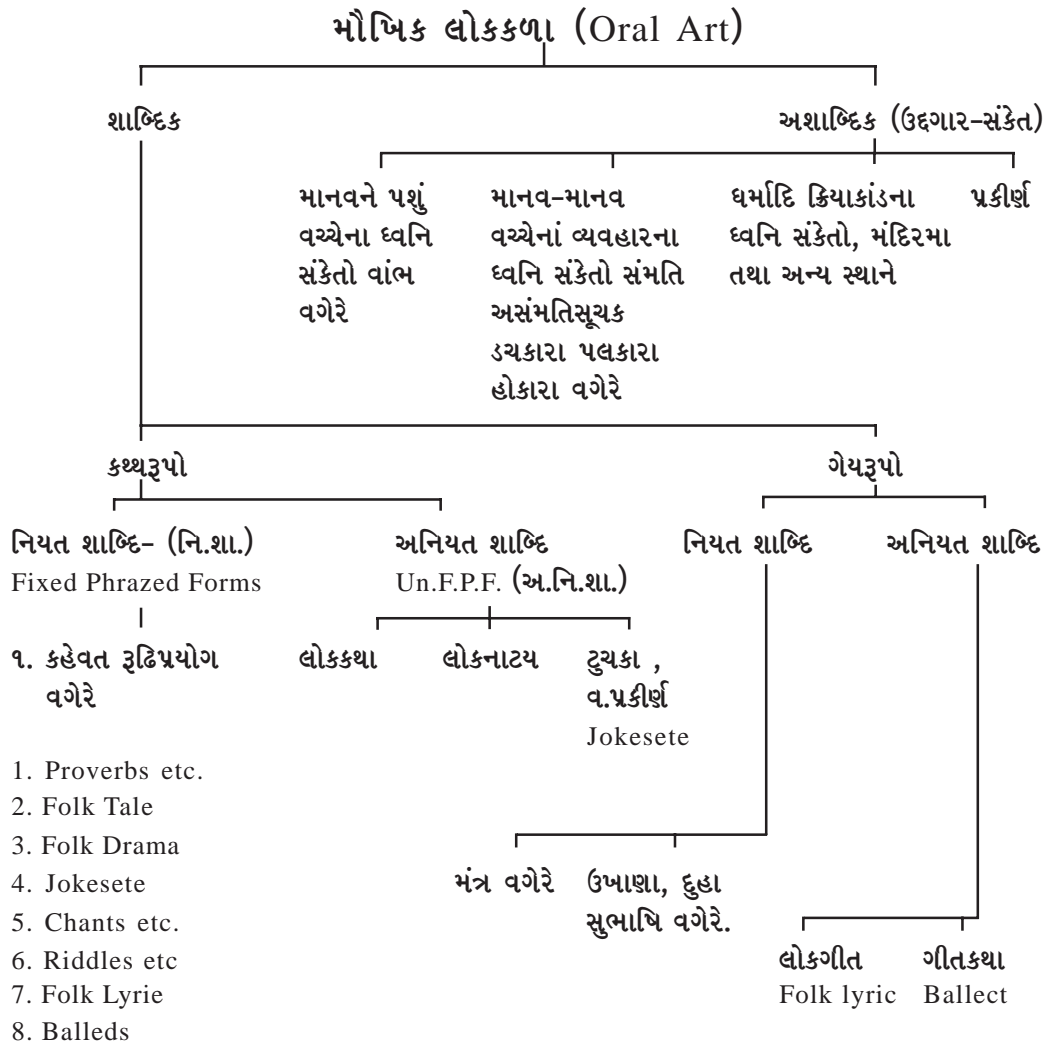 મૌખિક લોકકળા (Oral Art)
શાબ્દિક
અશાબ્દિક (ઉદ્દગાર-સંકેત)
માનવને પશું
વચ્ચેના ધ્વનિ
સંકેતો વાંભ
વગેરે
માનવ-માનવ
વચ્ચેનાં વ્યવહારના
ધ્વનિ સંકેતો સંમતિ
અસંમતિસૂચક
ડચકારા પલકારા
હોકારા વગેરે
ધર્માદિ ક્રિયાકાંડના
ધ્વનિ સંકેતો, મંદિરમા
તથા અન્ય સ્થાને
પ્રકીર્ણ
કથ્થરૂપો
ગેયરૂપો
નિયત શાબ્દિ- (નિ.શા.)
Fixed Phrazed Forms
અનિયત શાબ્દિ
Un.F.P.F. (અ.નિ.શા.)
નિયત શાબ્દિ
અનિયત શાબ્દિ
૧. કહેવત રૂઢિપ્રયોગ
વગેરે
લોકકથા
લોકનાટય
ટુચકા ,
વ.પ્રકીર્ણ
Jokesete
1. Proverbs etc.
2. Folk Tale
3. Folk Drama
4. Jokesete
5. Chants etc.
6. Riddles etc
7. Folk Lyrie
8. Balleds
મંત્ર વગેરે
ઉખાણા, દુહા
સુભાષિ વગેરે.
લોકગીત
Folk lyric
ગીતકથા
Ballect